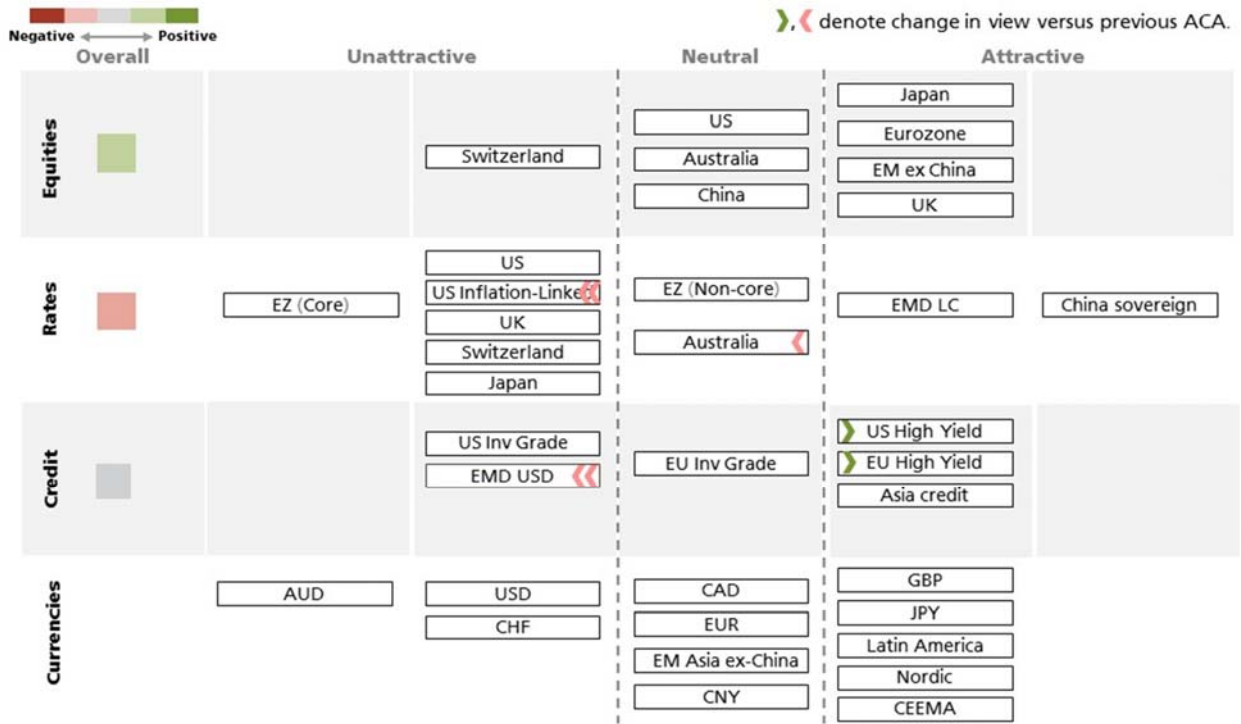 Negative Positive
, denote change in view versus previous ACA.
Overall Unattractive Neutral Attractive
Equities
Switzerland
US
Australia
China
Japan
Eurozone
EM ex China
UK
Rates
EZ (Core)
US
US Inflation-Linked
UK
Switzerland
Japan
EZ (Non-core)
Australia
EMD LC
China sovereign
Credit
US Inv Grade
EMD USD
EU Inv Grade
US High Yield
EU High Yield
Asia credit
Currencies
AUD
USD
CHF
CAD
EUR
EM Asia ex-China
CNY
GBP
JPY
Latin America
Nordic
CEEMA